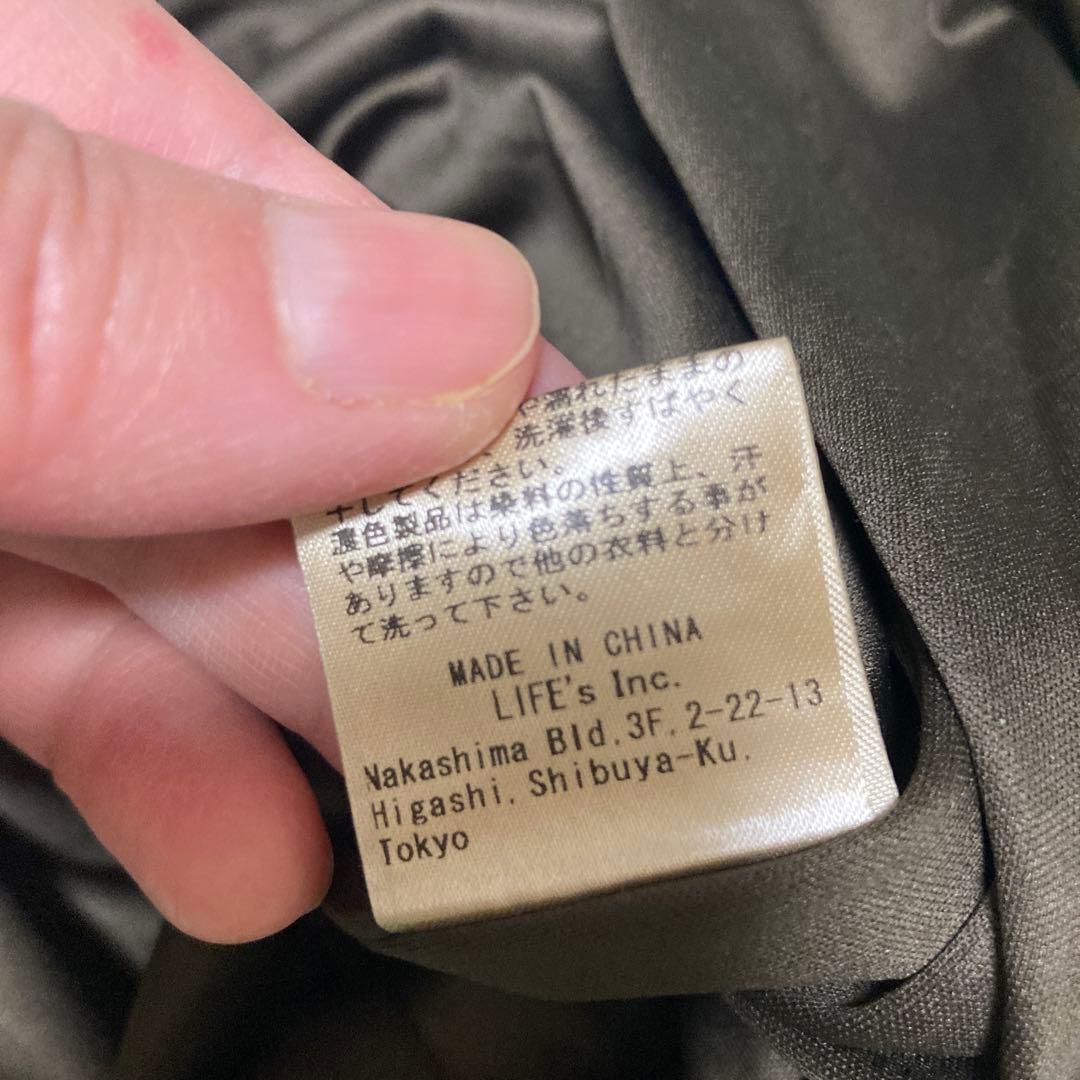 濡れたままの
洗濯後すばやく
干してください。
濃色製品は染料の性質上、汗
や摩擦により色落ちする事が
ありますので他の衣料と分け
て洗って下さい。
MADE IN CHINA
LIFE's Inc.
Nakashima Bld.3F, 2-22-13
Higashi, Shibuya-Ku,
Tokyo